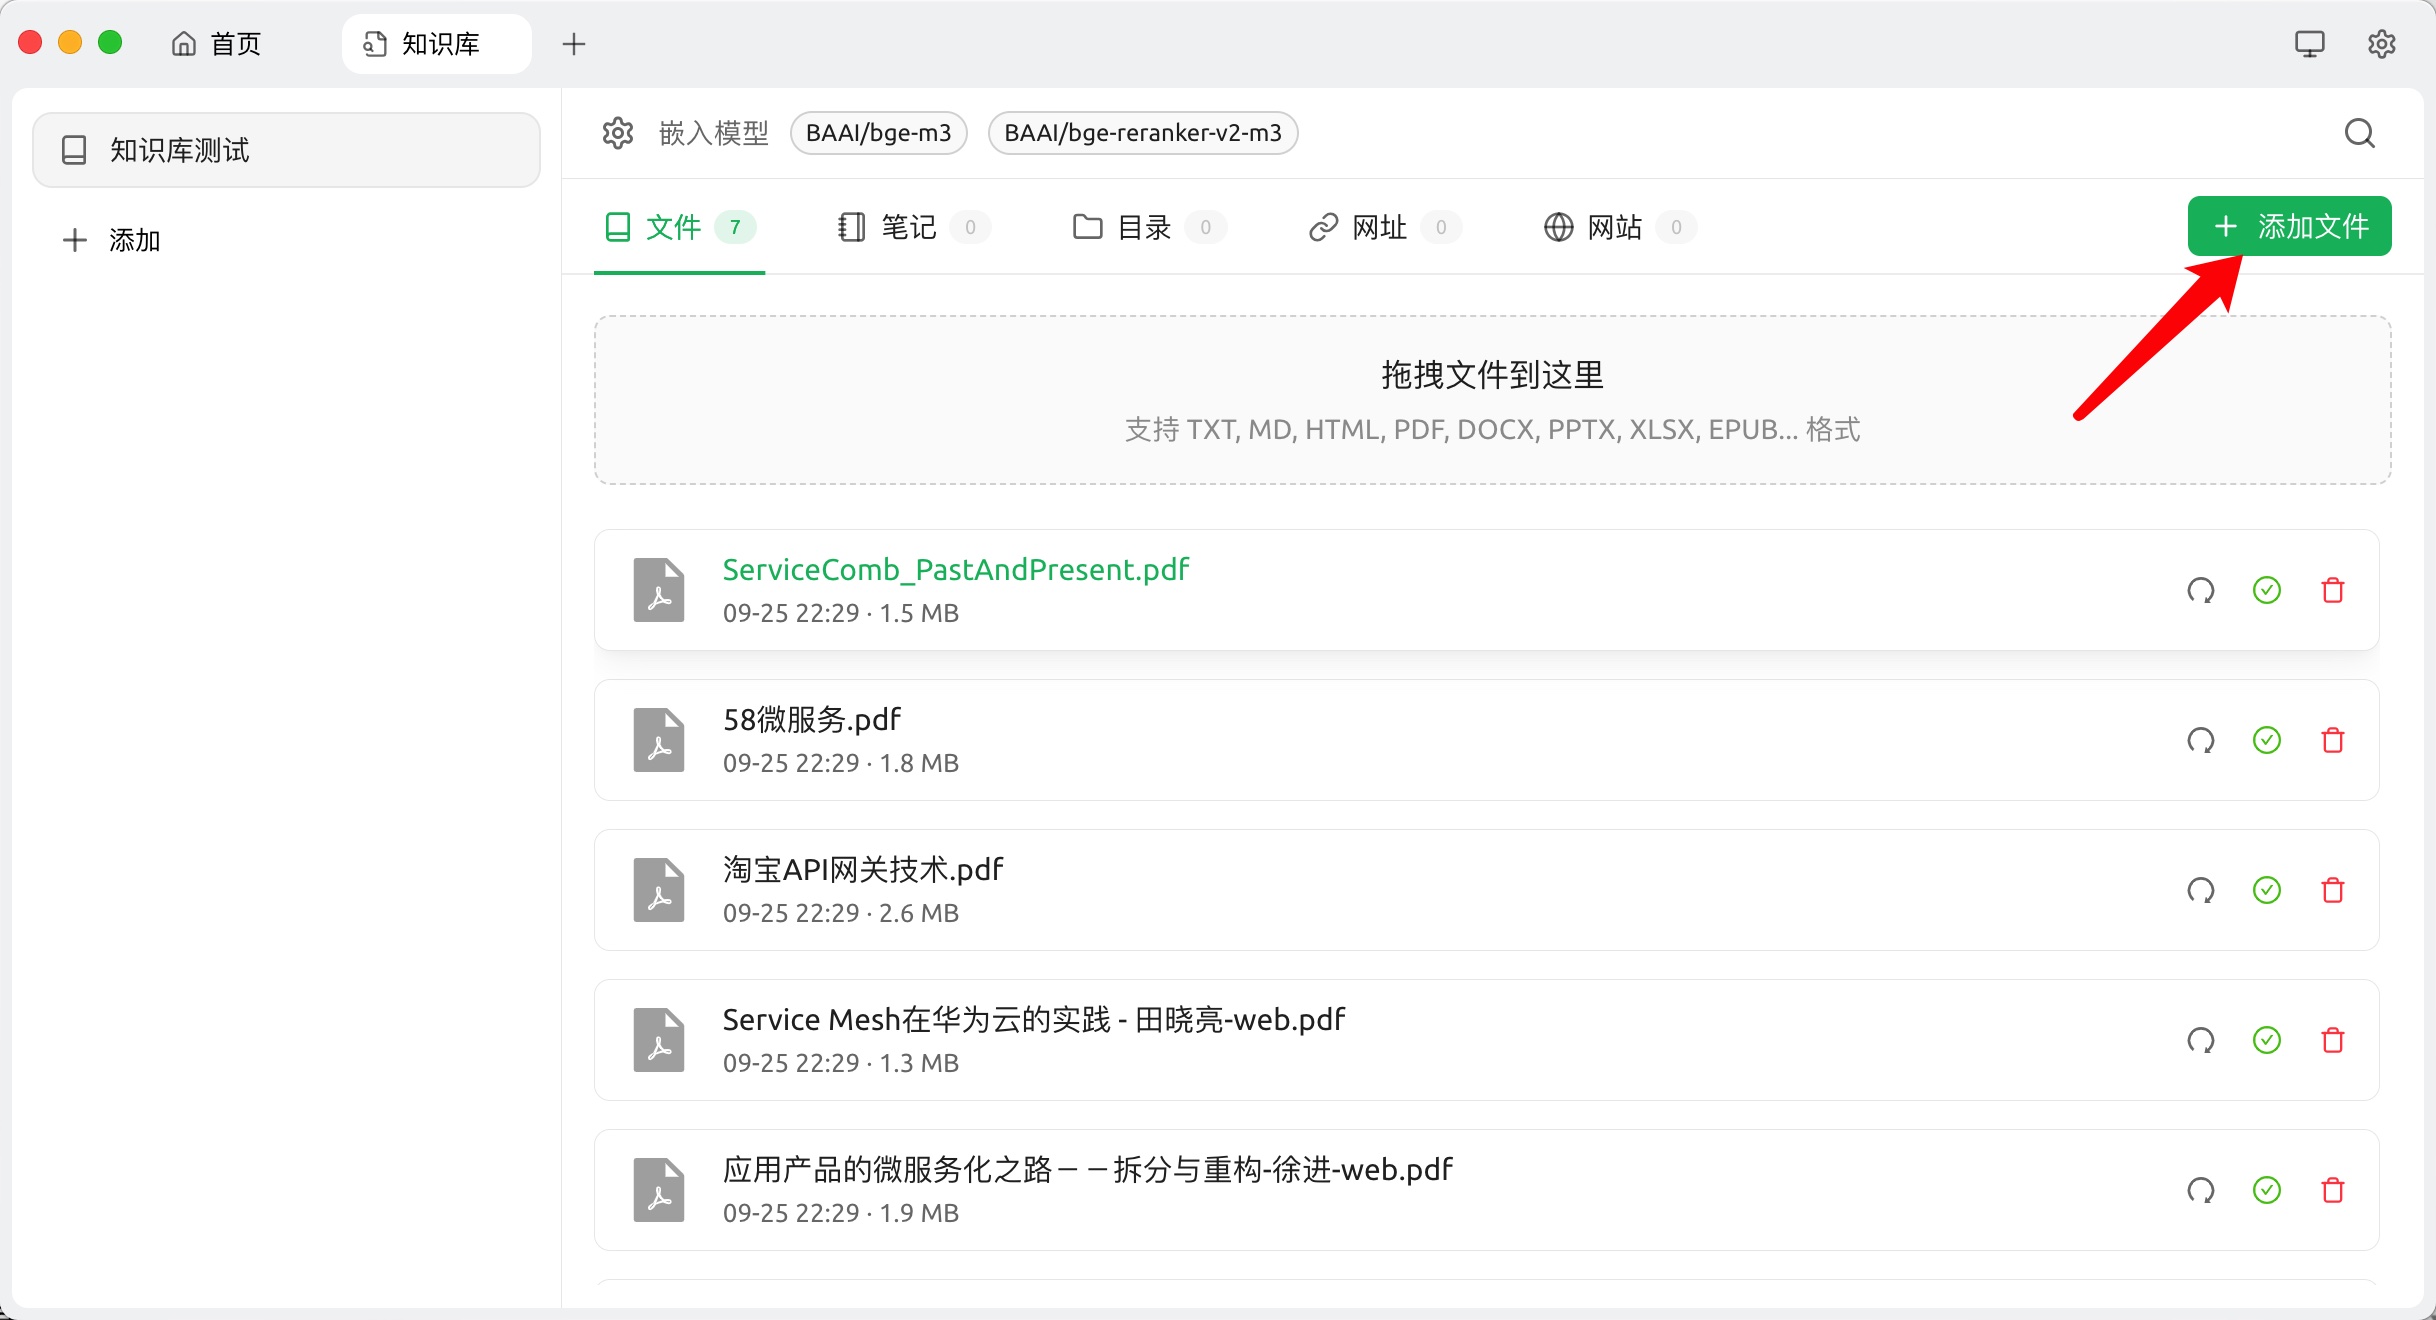 首页
知识库
知识库测试
添加
嵌入模型 BAAI/bge-m3 BAAI/bge-reranker-v2-m3
文件 7 笔记 0 目录 0 网址 0 网站 0 添加文件
拖拽文件到这里
支持 TXT, MD, HTML, PDF, DOCX, PPTX, XLSX, EPUB... 格式
ServiceComb_PastAndPresent.pdf
09-25 22:29 · 1.5 MB
58微服务.pdf
09-25 22:29 · 1.8 MB
淘宝API网关技术.pdf
09-25 22:29 · 2.6 MB
Service Mesh在华为云的实践 - 田晓亮-web.pdf
09-25 22:29 · 1.3 MB
应用产品的微服务化之路－－拆分与重构-徐进-web.pdf
09-25 22:29 · 1.9 MB